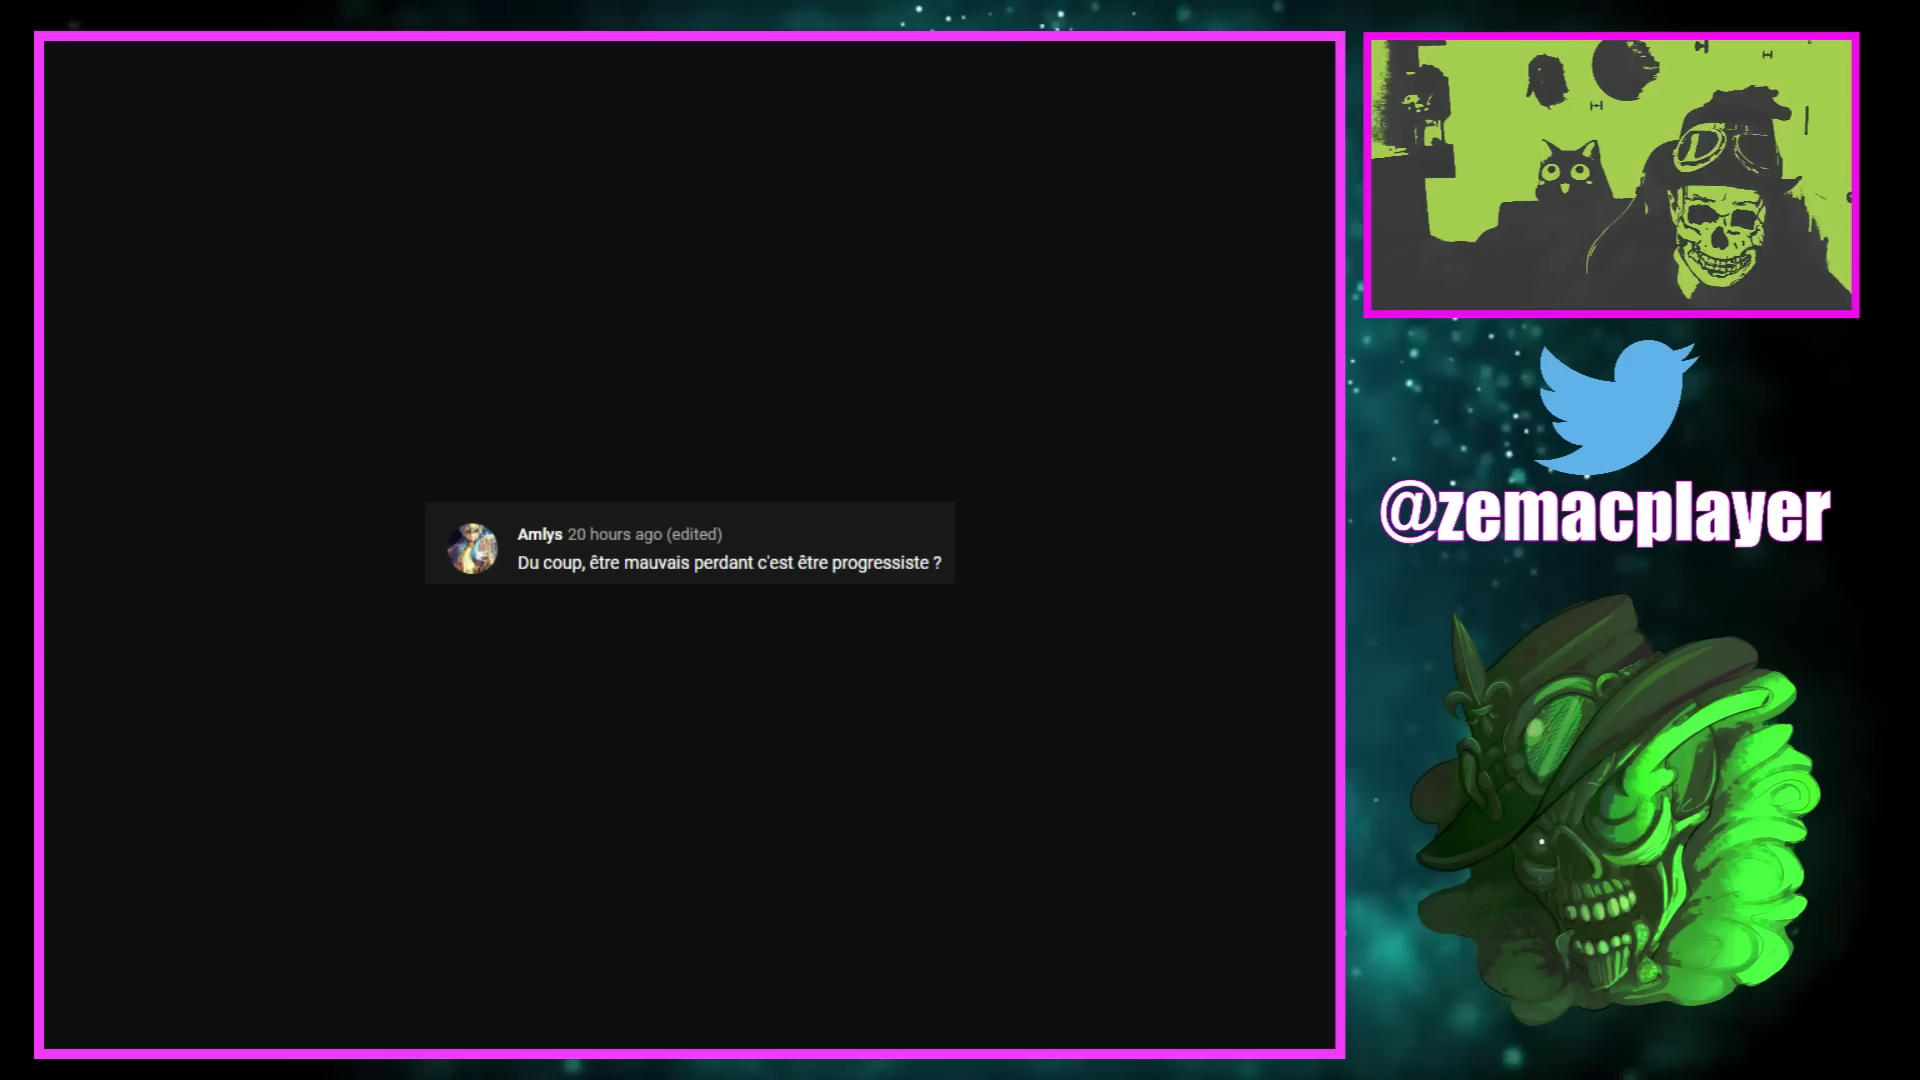 Amlys 20 hours ago (edited)
Du coup, être mauvais perdant c'est être progressiste ?
@zemacplayer